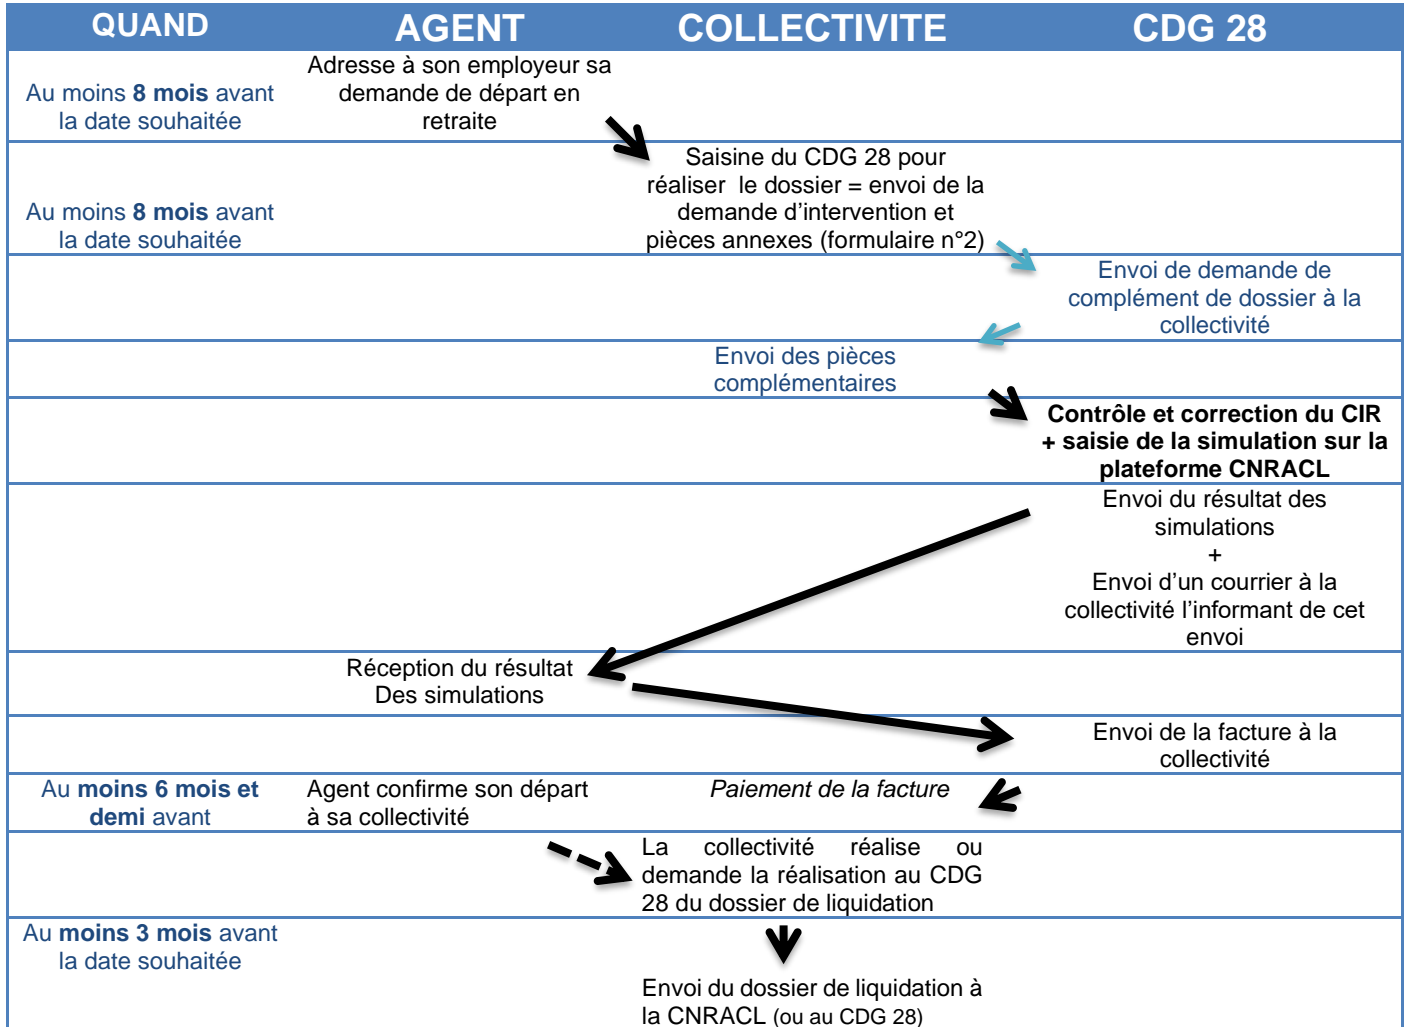 QUAND AGENT COLLECTIVITE CDG 28
Adresse à son employeur sa
demande de départ en
retraite
Au moins 8 mois avant
la date souhaitée
Saisine du CDG 28 pour
réaliser le dossier = envoi de la
demande d’intervention et
pièces annexes (formulaire n°2)
Au moins 8 mois avant
la date souhaitée
Envoi de demande de
complément de dossier à la
collectivité
Envoi des pièces
complémentaires
Contrôle et correction du CIR
+ saisie de la simulation sur la
plateforme CNRACL
Envoi du résultat des
simulations
+
Envoi d’un courrier à la
collectivité l’informant de cet
envoi
Réception du résultat
Des simulations
Envoi de la facture à la
collectivité
Au moins 6 mois et
demi avant
Agent confirme son départ
à sa collectivité
Paiement de la facture
La collectivité réalise ou
demande la réalisation au CDG
28 du dossier de liquidation
Au moins 3 mois avant
la date souhaitée
Envoi du dossier de liquidation à
la CNRACL (ou au CDG 28)